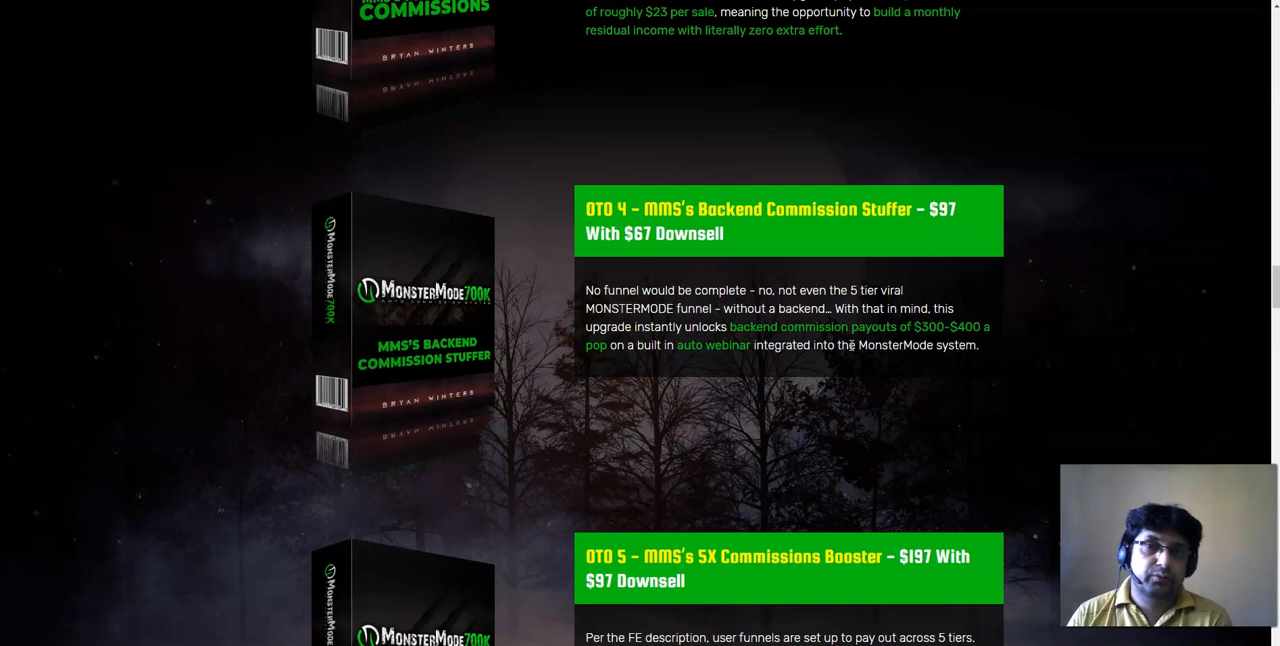 COMMISSIONS
BRYAN WINTERS
of roughly $23 per sale, meaning the opportunity to build a monthly
residual income with literally zero extra effort.
MONSTERMODE700K
MONSTERMODE700K
AUTO COMMISSION SYSTEM
MMS'S BACKEND
COMMISSION STUFFER
BRYAN WINTERS
OTO 4 - MMS's Backend Commission Stuffer - $97
With $67 Downsell
No funnel would be complete - no, not even the 5 tier viral
MONSTERMODE funnel - without a backend... With that in mind, this
upgrade instantly unlocks backend commission payouts of $300-$400 a
pop on a built in auto webinar integrated into the MonsterMode system.
MONSTERMODE700K
MONSTERMODE700K
OTO 5 - MMS's 5X Commissions Booster - $197 With
$97 Downsell
Per the FE description, user funnels are set up to pay out across 5 tiers.